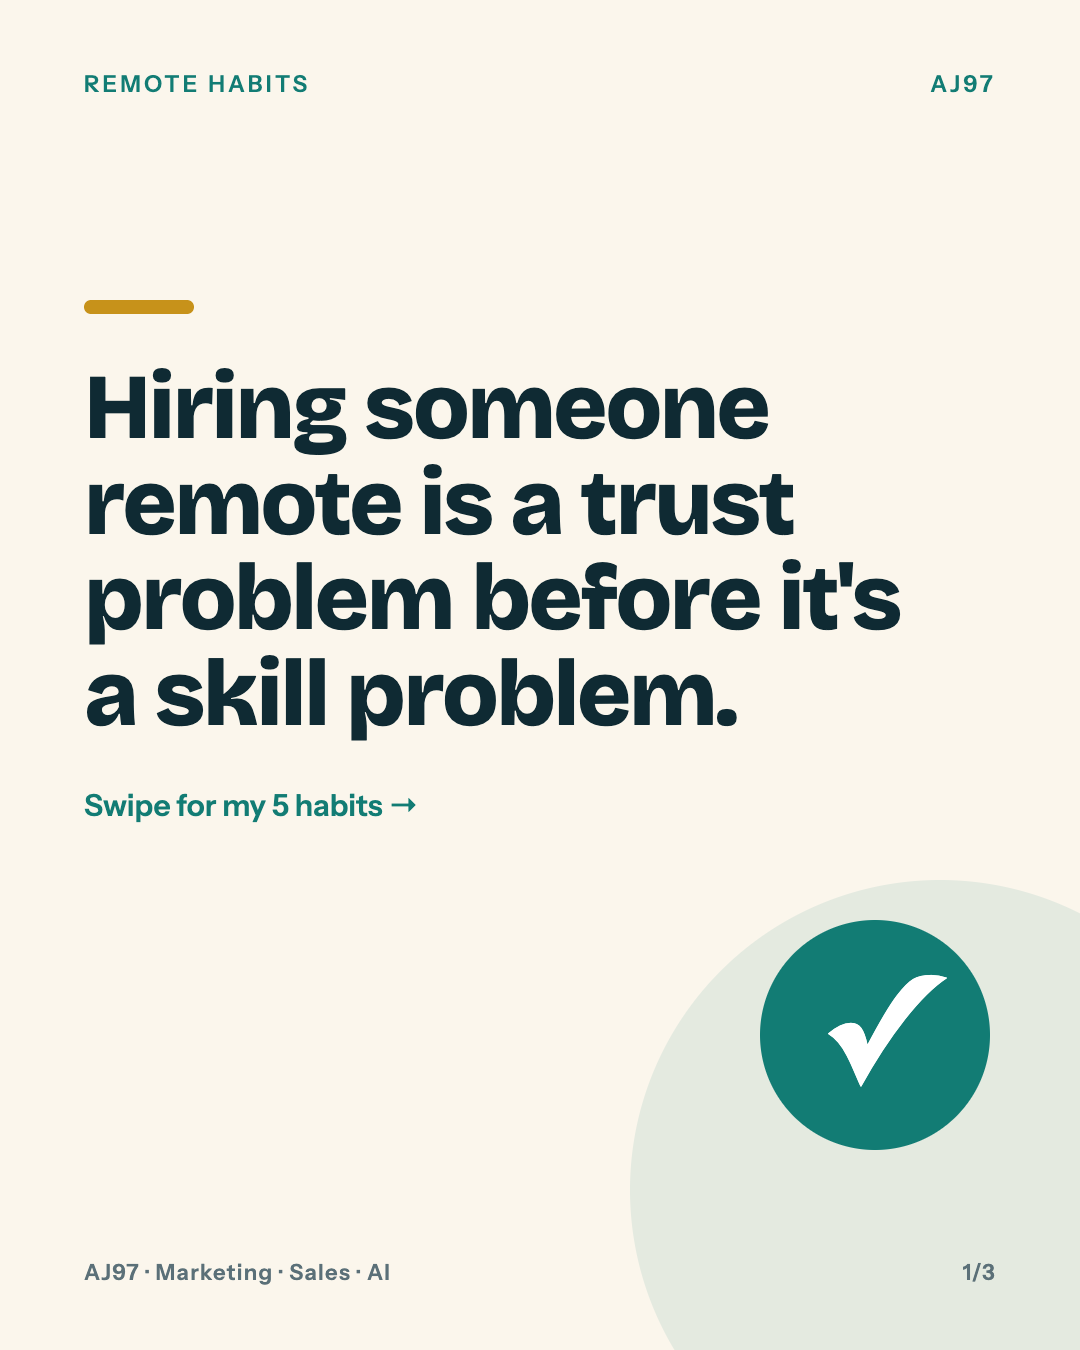 REMOTE HABITS
AJ97
Hiring someone
remote is a trust
problem before it's
a skill problem.
Swipe for my 5 habits →
AJ97 · Marketing · Sales · AI
1/3